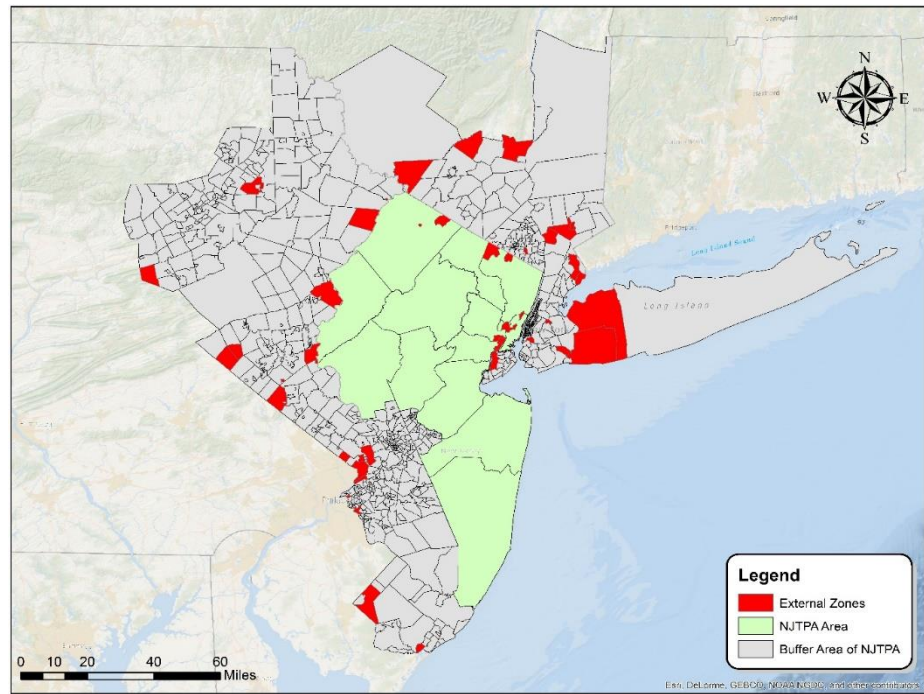 N
W
E
S
Long Island Sound
Long Island
Legend
External Zones
NJTPA Area
Buffer Area of NJTPA
0 10 20 40 60
Miles
Esri, DeLorme, GEBCO, NOAA NGDC, and other contributors